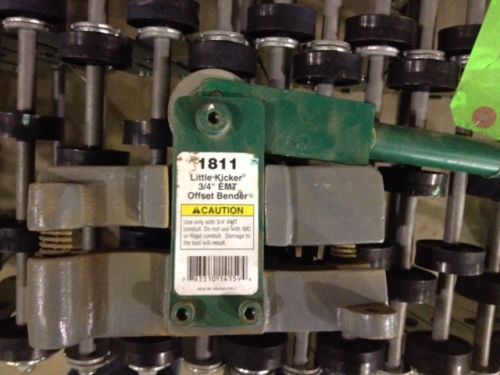 1811
Little Kicker®
3/4" EMT
Offset Bender
CAUTION
Use only with 3/4" AMT
conduit. Do not use with IMC
or Rigid conduit. Damage to
the tool will result.